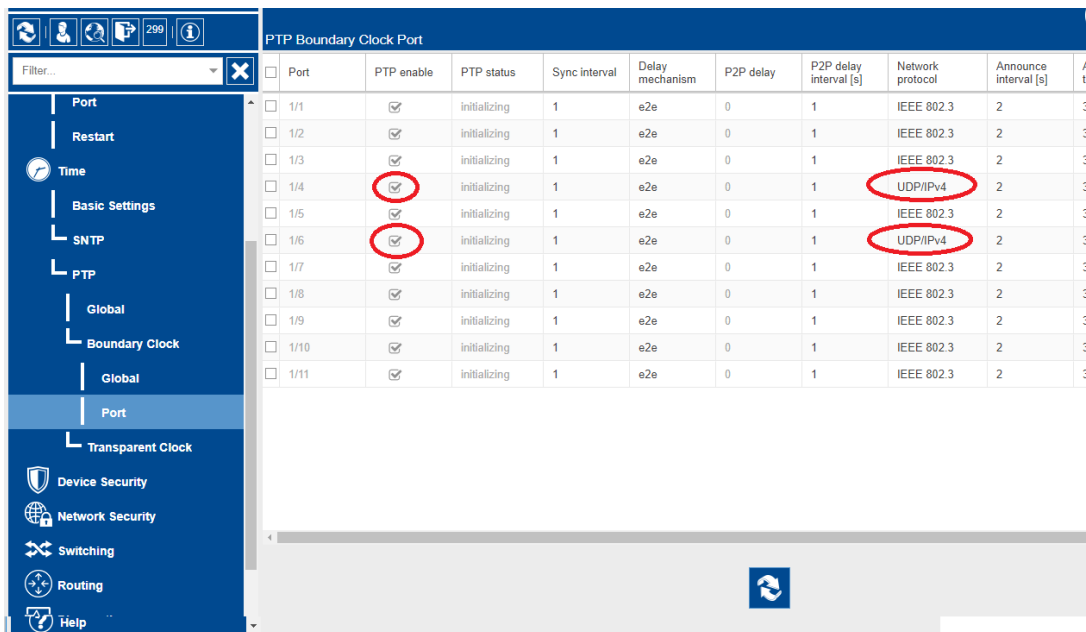 299
PTP Boundary Clock Port
Filter...
Port PTP enable PTP status Sync interval Delay mechanism P2P delay P2P delay interval [s] Network protocol Announce interval [s]
1/1 initializing 1 e2e 0 1 IEEE 802.3 2
1/2 initializing 1 e2e 0 1 IEEE 802.3 2
1/3 initializing 1 e2e 0 1 IEEE 802.3 2
1/4 initializing 1 e2e 0 1 UDP/IPv4 2
1/5 initializing 1 e2e 0 1 IEEE 802.3 2
1/6 initializing 1 e2e 0 1 UDP/IPv4 2
1/7 initializing 1 e2e 0 1 IEEE 802.3 2
1/8 initializing 1 e2e 0 1 IEEE 802.3 2
1/9 initializing 1 e2e 0 1 IEEE 802.3 2
1/10 initializing 1 e2e 0 1 IEEE 802.3 2
1/11 initializing 1 e2e 0 1 IEEE 802.3 2
Port
Restart
Time
Basic Settings
SNTP
PTP
Global
Boundary Clock
Global
Port
Transparent Clock
Device Security
Network Security
Switching
Routing
Help